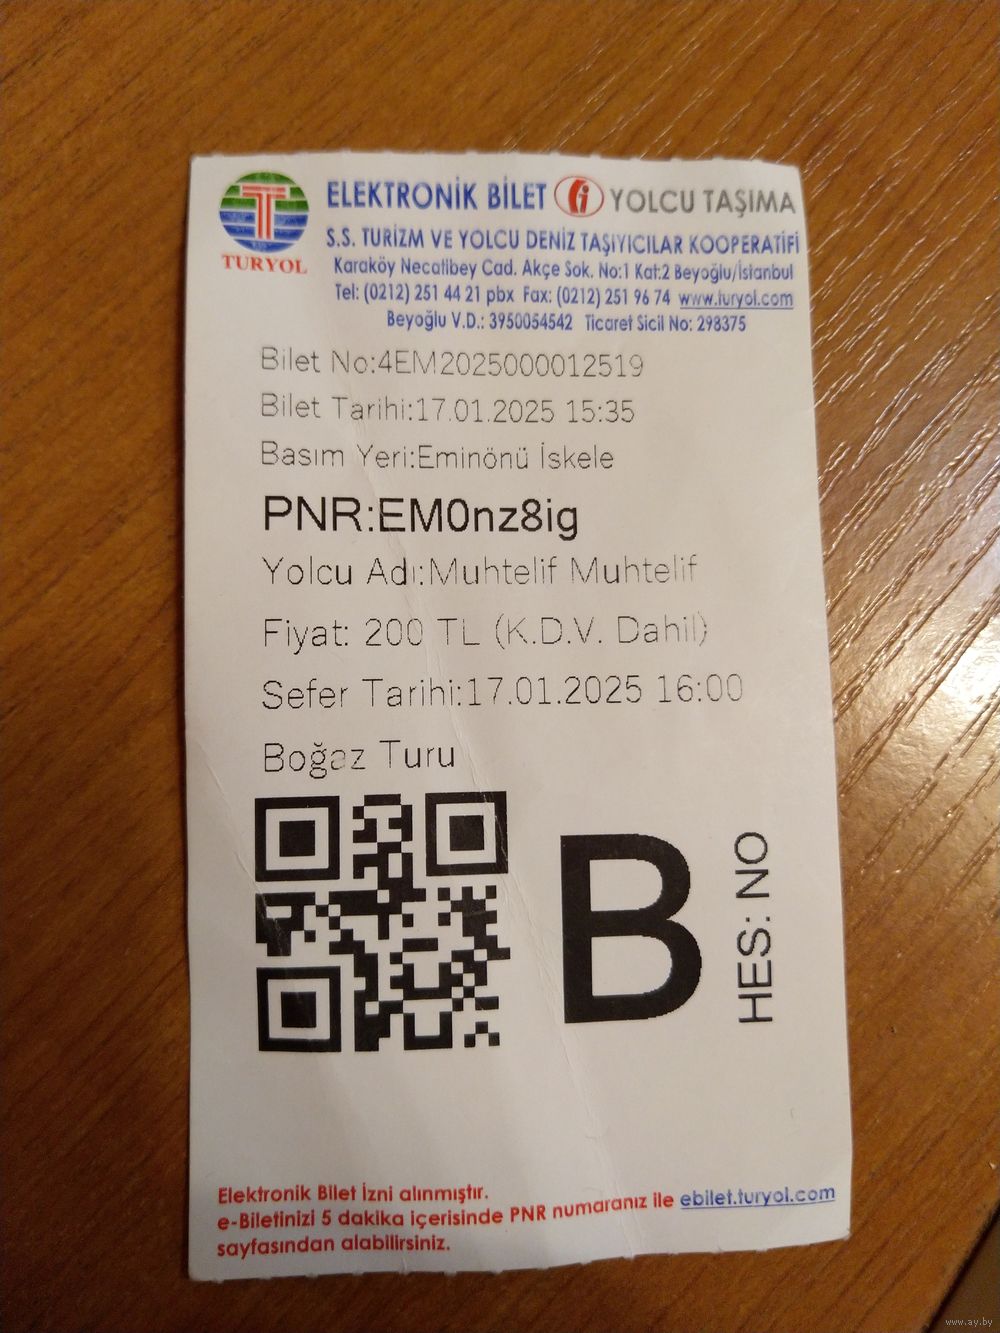 TURYOL
ELEKTRONİK BİLET YOLCU TAŞIMA
S.S. TURİZM VE YOLCU DENİZ TAŞIYICILAR KOOPERATİFİ
Karaköy Necatibey Cad. Akçe Sok. No:1 Kat:2 Beyoğlu/İstanbul
Tel: (0212) 251 44 21 pbx Fax: (0212) 251 96 74 www.turyol.com
Beyoğlu V.D.: 3950054542 Ticaret Sicil No: 298375
Bilet No:4EM2025000012519
Bilet Tarihi:17.01.2025 15:35
Basım Yeri:Eminönü İskele
PNR:EM0nz8ig
Yolcu Adı:Muhtelif Muhtelif
Fiyat: 200 TL (K.D.V. Dahil)
Sefer Tarihi:17.01.2025 16:00
Boğaz Turu
B
HES: NO
Elektronik Bilet İzni alınmıştır.
e-Biletinizi 5 dakika içerisinde PNR numaranız ile ebilet.turyol.com
sayfasından alabilirsiniz.
www.ay.by